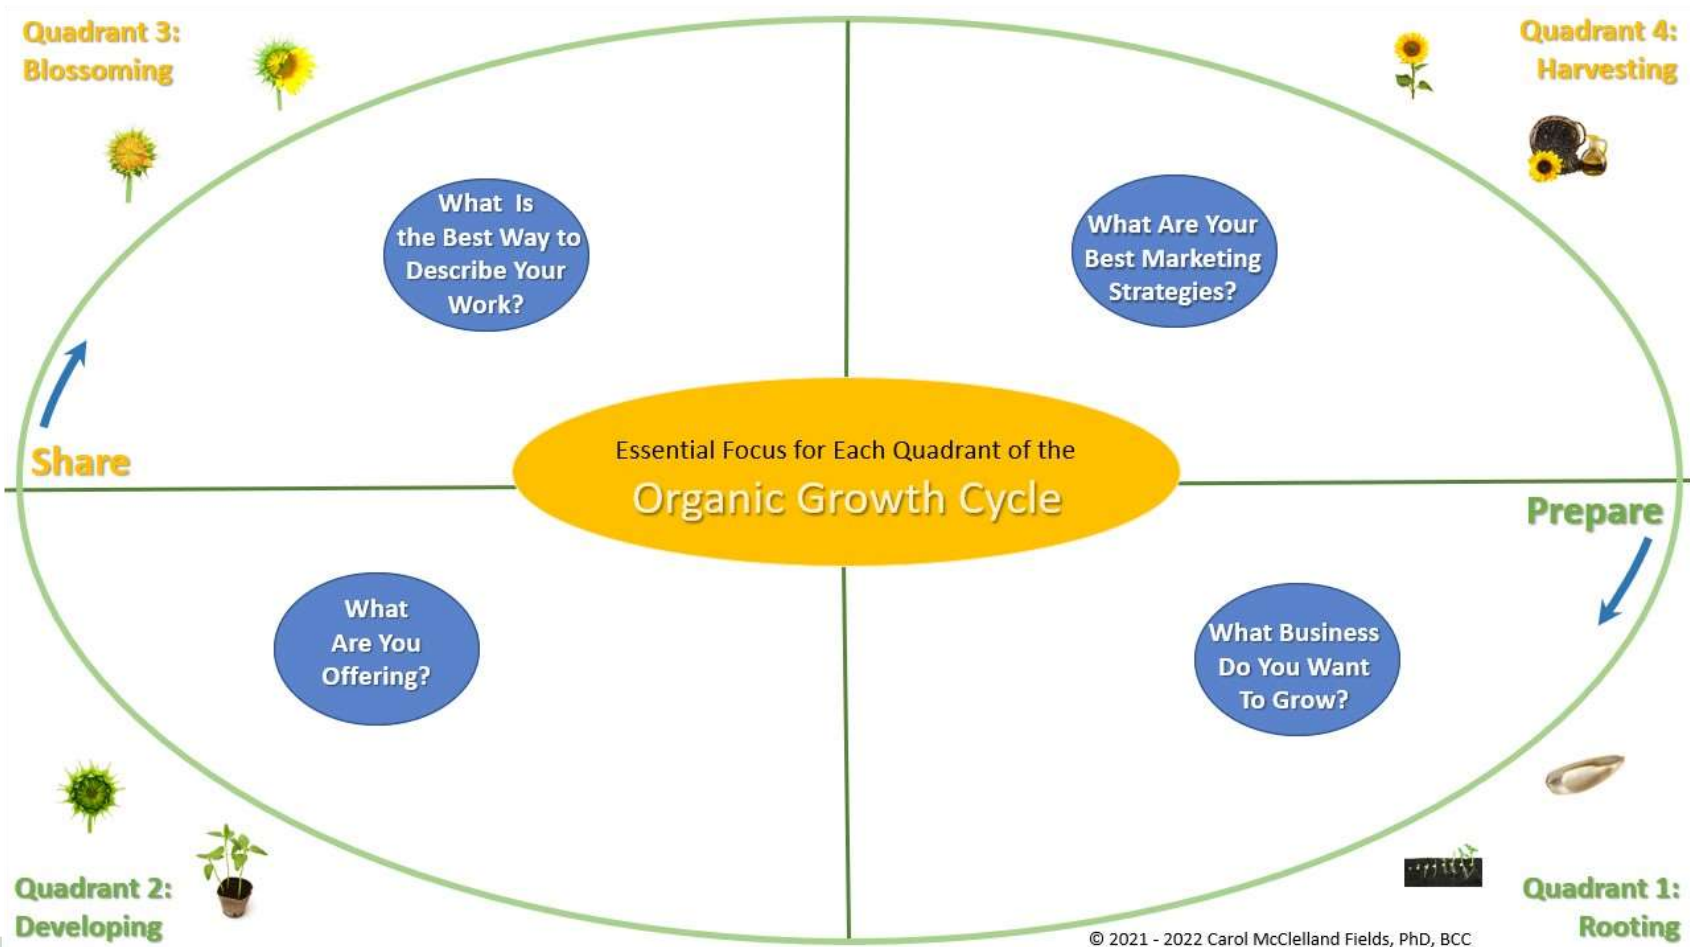 Quadrant 3:
Blossoming
Quadrant 4:
Harvesting
What Is
the Best Way to
Describe Your
Work?
What Are Your
Best Marketing
Strategies?
Share
Essential Focus for Each Quadrant of the
Organic Growth Cycle
Prepare
What
Are You
Offering?
What Business
Do You Want
To Grow?
Quadrant 2:
Developing
Quadrant 1:
Rooting
© 2021 - 2022 Carol McClelland Fields, PhD, BCC